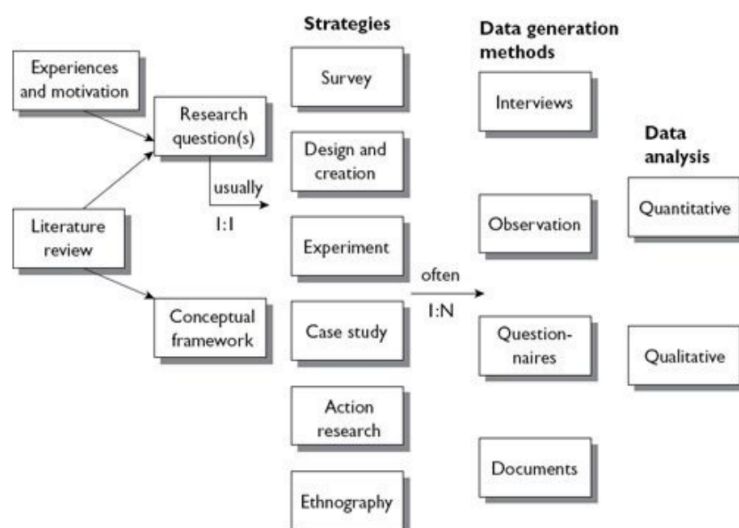 Strategies
Data generation
methods
Experiences
and motivation
Survey
Interviews
Research
question(s)
Data
analysis
Design and
creation
usually
1:1
Literature
review
Observation
Quantitative
Experiment
often
1:N
Conceptual
framework
Case study
Question-
naires
Qualitative
Action
research
Documents
Ethnography